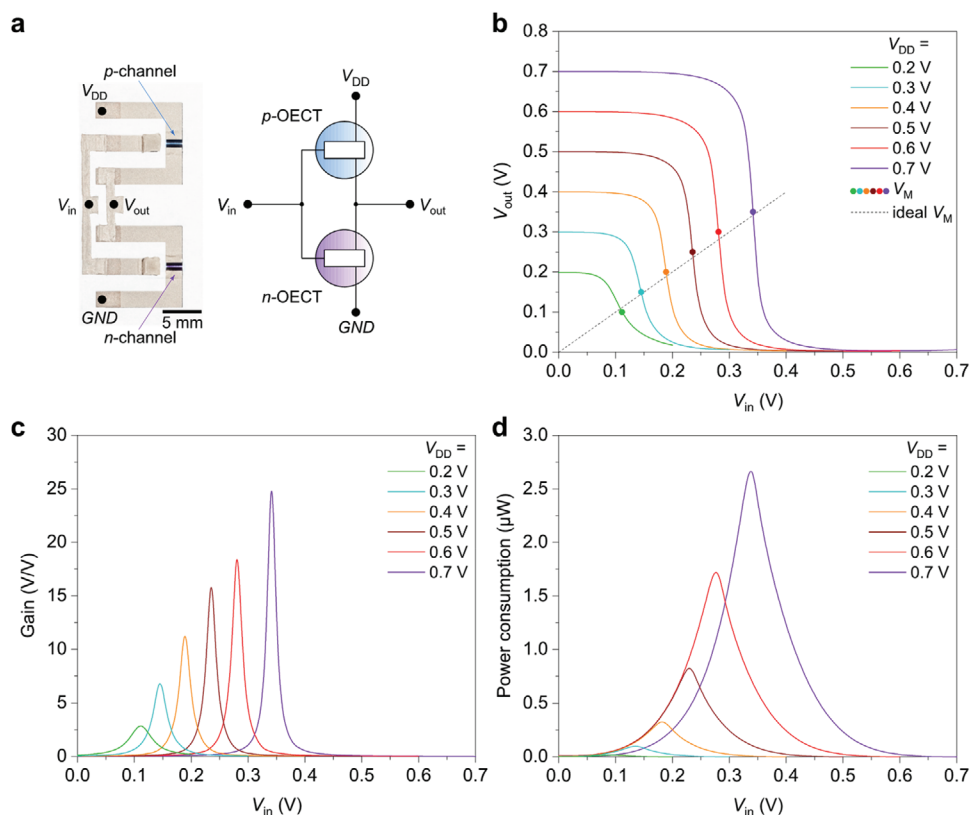 a
p-channel
VDD
Vin
Vout
GND
5 mm
n-channel
VDD
p-OECT
Vin
Vout
n-OECT
GND
b
Vout (V)
0.8
0.7
0.6
0.5
0.4
0.3
0.2
0.1
0.0
0.0 0.1 0.2 0.3 0.4 0.5 0.6 0.7
Vin (V)
VDD =
0.2 V
0.3 V
0.4 V
0.5 V
0.6 V
0.7 V
VM
ideal VM
c
Gain (V/V)
30
25
20
15
10
5
0
0.0 0.1 0.2 0.3 0.4 0.5 0.6 0.7
Vin (V)
VDD =
0.2 V
0.3 V
0.4 V
0.5 V
0.6 V
0.7 V
d
Power consumption (µW)
3.0
2.5
2.0
1.5
1.0
0.5
0.0
0.0 0.1 0.2 0.3 0.4 0.5 0.6 0.7
Vin (V)
VDD =
0.2 V
0.3 V
0.4 V
0.5 V
0.6 V
0.7 V